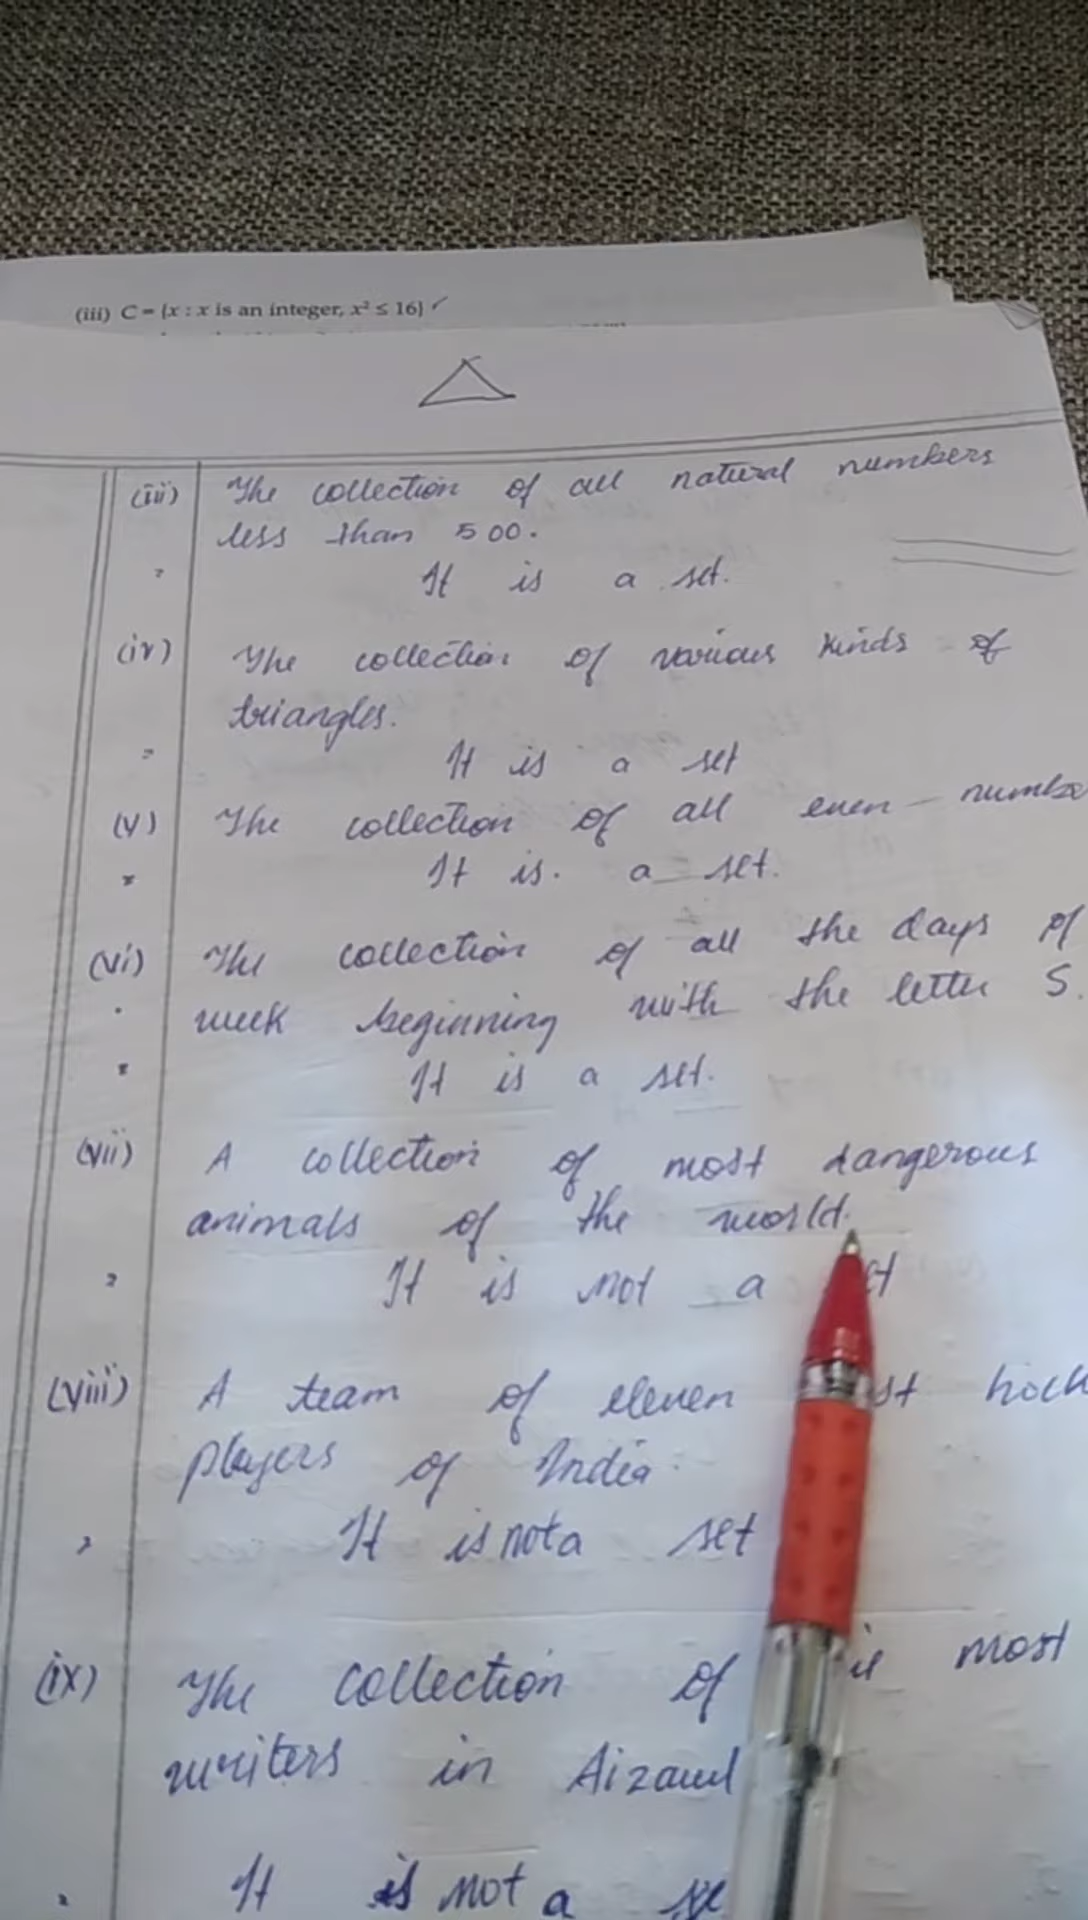 (iii) C = {x : x is an integer, x² ≤ 16} ✓
(iii) The collection of all natural numbers
less than 500.
It is a set.
(iv) The collection of various kinds of
triangles.
It is a set
(v) The collection of all even numbe
It is. a set.
(vi) The collection of all the days of
week beginning with the letter S.
It is a set.
(vii) A collection of most dangerous
animals of the world.
It is not a
(viii) A team of eleven hock
players of India.
It is not a set
(ix) The collection of most
writers in Aizawl
It is not a se